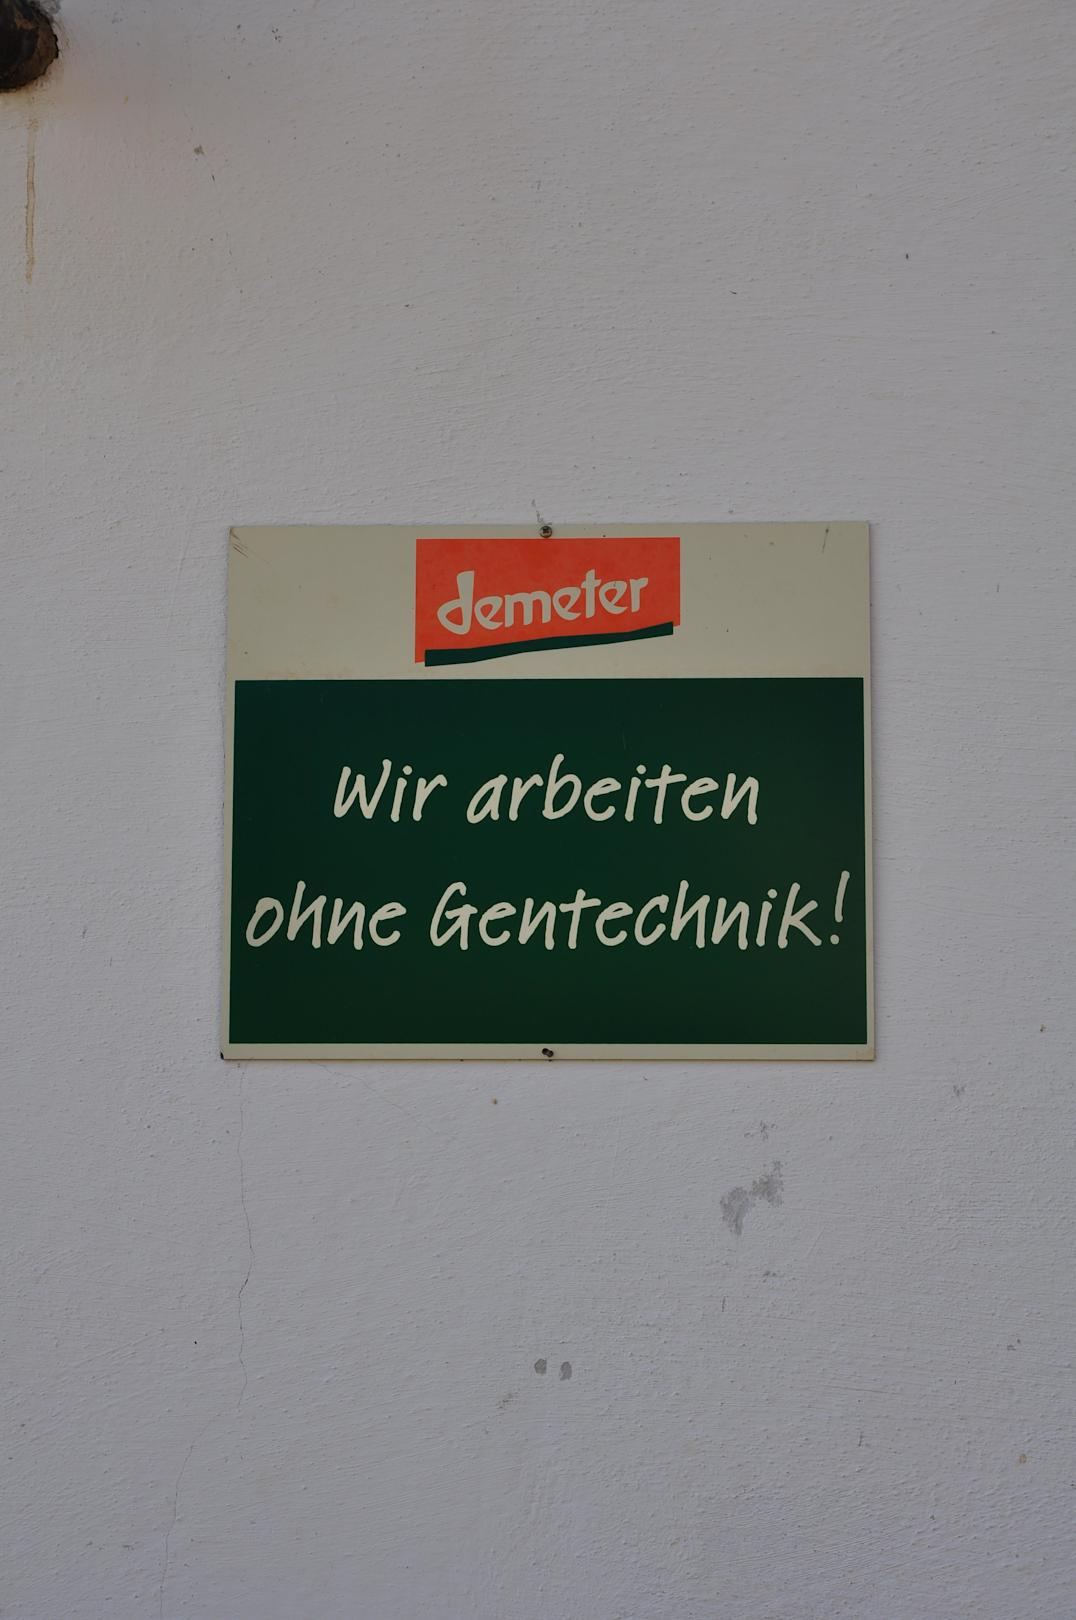 demeter
Wir arbeiten
ohne Gentechnik!